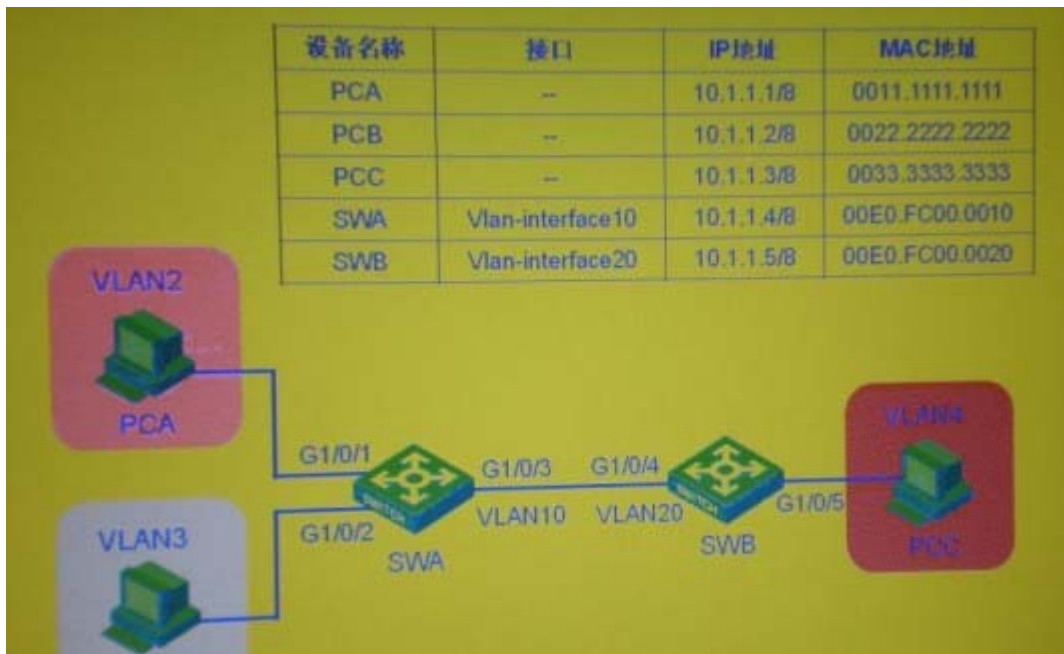 设备名称 接口 IP地址 MAC地址
PCA -- 10.1.1.1/8 0011.1111.1111
PCB -- 10.1.1.2/8 0022.2222.2222
PCC -- 10.1.1.3/8 0033.3333.3333
SWA Vlan-interface10 10.1.1.4/8 00E0.FC00.0010
SWB Vlan-interface20 10.1.1.5/8 00E0.FC00.0020
VLAN2
PCA
VLAN4
PCC
G1/0/1
G1/0/3
G1/0/4
G1/0/5
G1/0/2
VLAN10
VLAN20
SWA
SWB
VLAN3